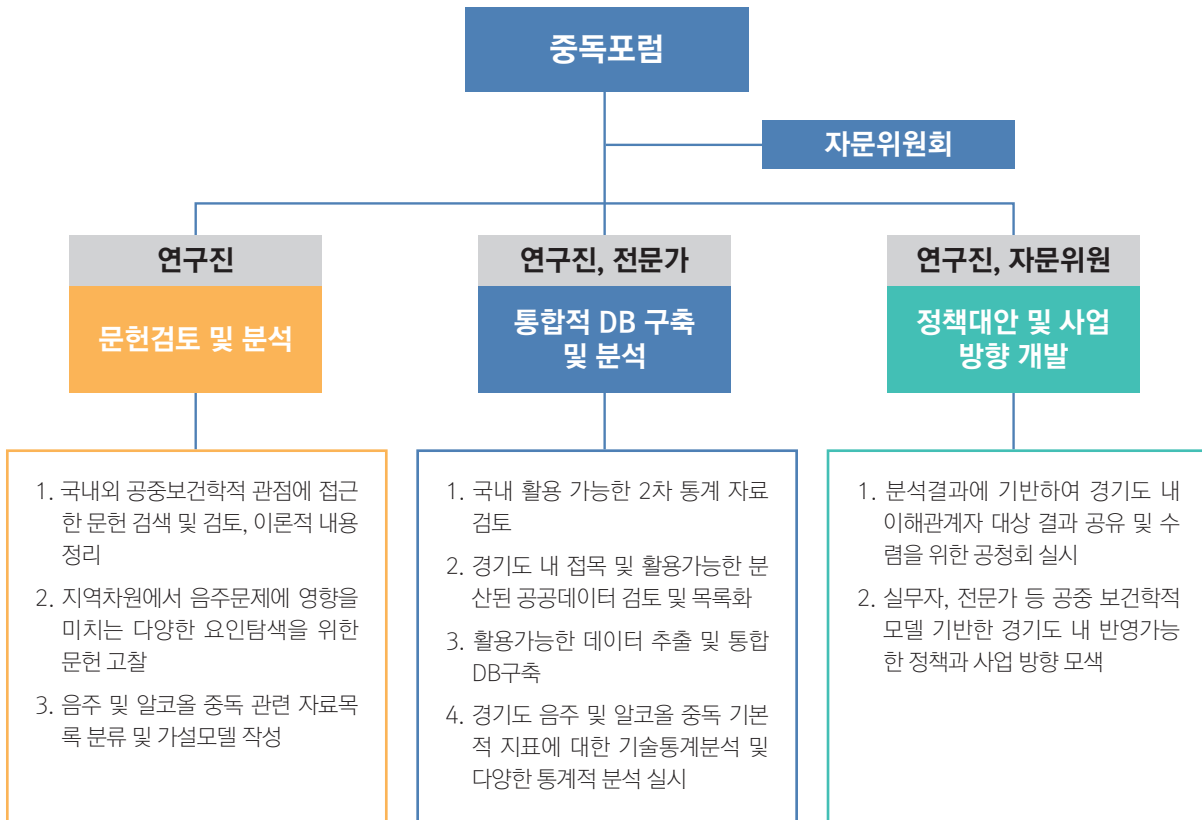 중독포럼
자문위원회
연구진
문헌검토 및 분석
1. 국내외 공중보건학적 관점에 접근
한 문헌 검색 및 검토, 이론적 내용
정리
2. 지역차원에서 음주문제에 영향을
미치는 다양한 요인탐색을 위한
문헌 고찰
3. 음주 및 알코올 중독 관련 자료목
록 분류 및 가설모델 작성
연구진, 전문가
통합적 DB 구축
및 분석
1. 국내 활용 가능한 2차 통계 자료
검토
2. 경기도 내 접목 및 활용가능한 분
산된 공공데이터 검토 및 목록화
3. 활용가능한 데이터 추출 및 통합
DB구축
4. 경기도 음주 및 알코올 중독 기본
적 지표에 대한 기술통계분석 및
다양한 통계적 분석 실시
연구진, 자문위원
정책대안 및 사업
방향 개발
1. 분석결과에 기반하여 경기도 내
이해관계자 대상 결과 공유 및 수
렴을 위한 공청회 실시
2. 실무자, 전문가 등 공중 보건학적
모델 기반한 경기도 내 반영가능
한 정책과 사업 방향 모색